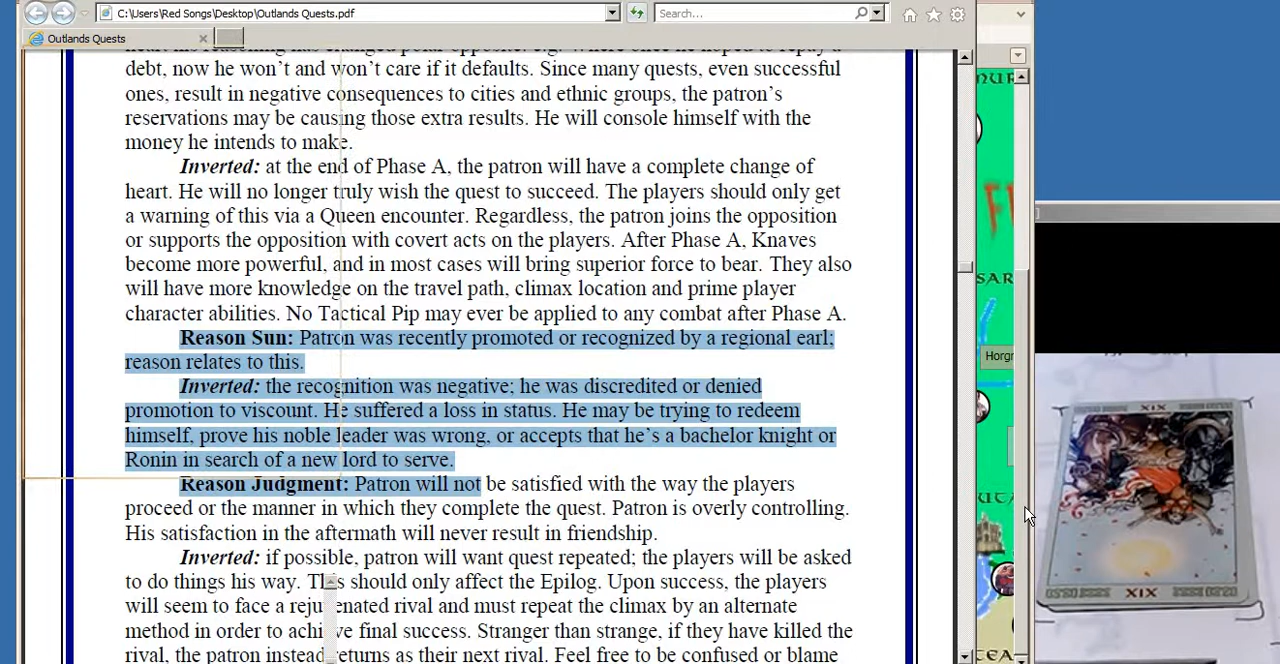 C:\Users\Red Songs\Desktop\Outlands Quests.pdf
Search...
Outlands Quests
debt, now he won't and won't care if it defaults. Since many quests, even successful
ones, result in negative consequences to cities and ethnic groups, the patron's
reservations may be causing those extra results. He will console himself with the
money he intends to make.
Inverted: at the end of Phase A, the patron will have a complete change of
heart. He will no longer truly wish the quest to succeed. The players should only get
a warning of this via a Queen encounter. Regardless, the patron joins the opposition
or supports the opposition with covert acts on the players. After Phase A, Knaves
become more powerful, and in most cases will bring superior force to bear. They also
will have more knowledge on the travel path, climax location and prime player
character abilities. No Tactical Pip may ever be applied to any combat after Phase A.
Reason Sun: Patron was recently promoted or recognized by a regional earl;
reason relates to this.
Inverted: the recognition was negative; he was discredited or denied
promotion to viscount. He suffered a loss in status. He may be trying to redeem
himself, prove his noble leader was wrong, or accepts that he's a bachelor knight or
Ronin in search of a new lord to serve.
Reason Judgment: Patron will not be satisfied with the way the players
proceed or the manner in which they complete the quest. Patron is overly controlling.
His satisfaction in the aftermath will never result in friendship.
Inverted: if possible, patron will want quest repeated; the players will be asked
to do things his way. This should only affect the Epilog. Upon success, the players
will seem to face a rejuvenated rival and must repeat the climax by an alternate
method in order to achieve final success. Stranger than strange, if they have killed the
rival, the patron instead returns as their next rival. Feel free to be confused or blame
Horgr
XIX
XIX